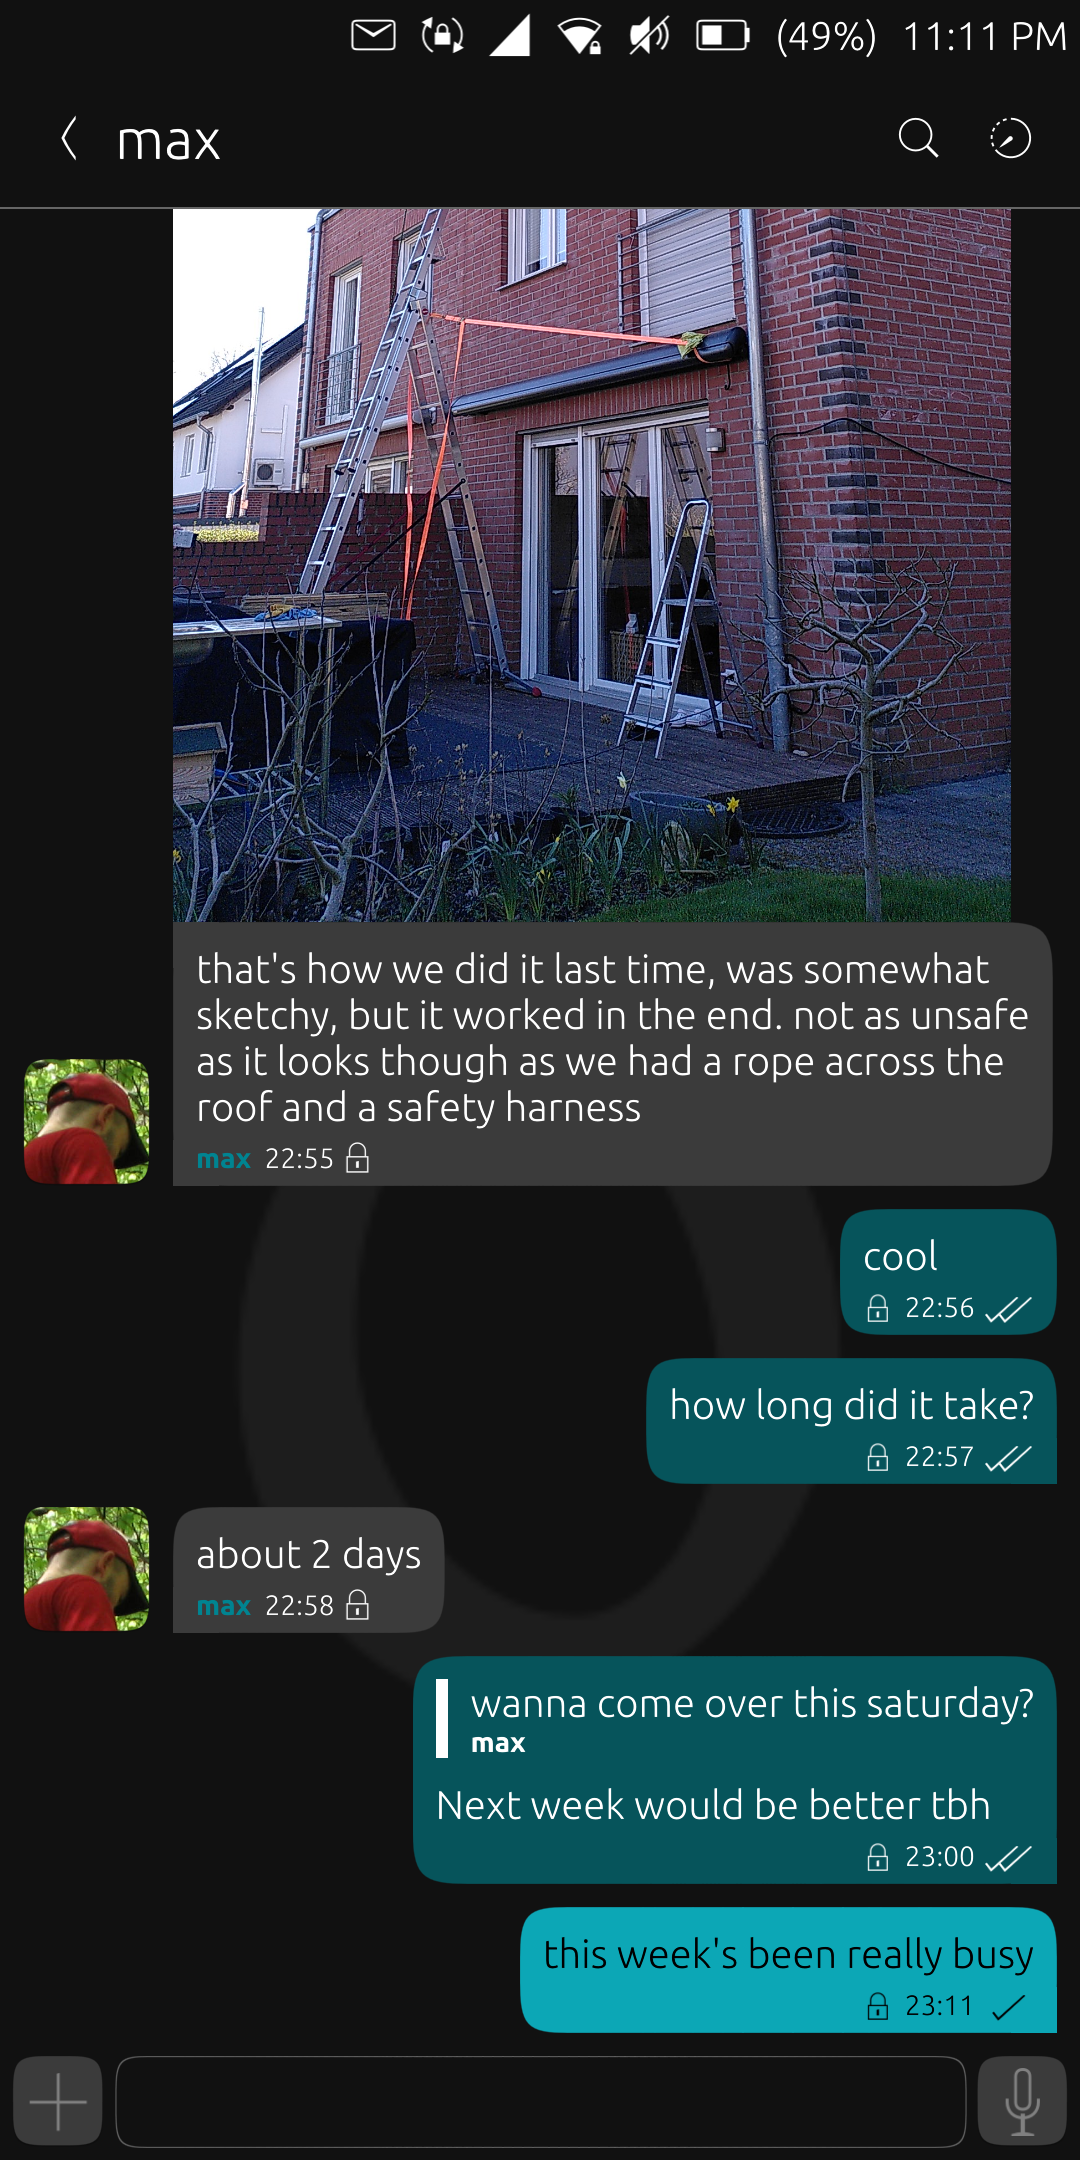 (49%) 11:11 PM
max
that's how we did it last time, was somewhat
sketchy, but it worked in the end. not as unsafe
as it looks though as we had a rope across the
roof and a safety harness
max 22:55
cool
22:56
how long did it take?
22:57
about 2 days
max 22:58
wanna come over this saturday?
max
Next week would be better tbh
23:00
this week's been really busy
23:11